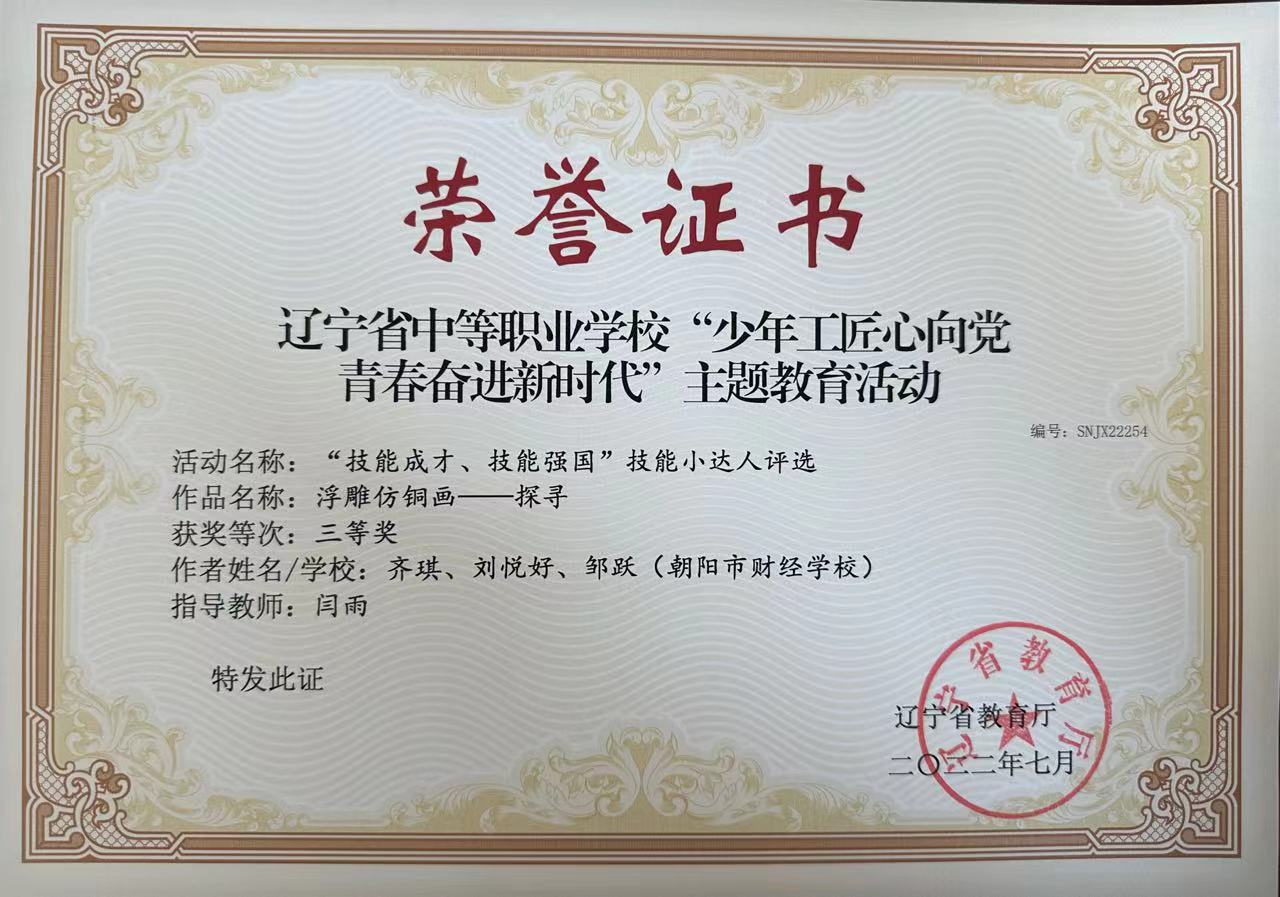 荣誉证书
辽宁省中等职业学校“少年工匠心向党
青春奋进新时代”主题教育活动
编号：SNJX22254
活动名称：“技能成才、技能强国”技能小达人评选
作品名称：浮雕仿铜画——探寻
获奖等次：三等奖
作者姓名/学校：齐琪、刘悦好、邹跃（朝阳市财经学校）
指导教师：闫雨
特发此证
辽宁省教育厅
辽宁省教育厅
二〇二二年七月